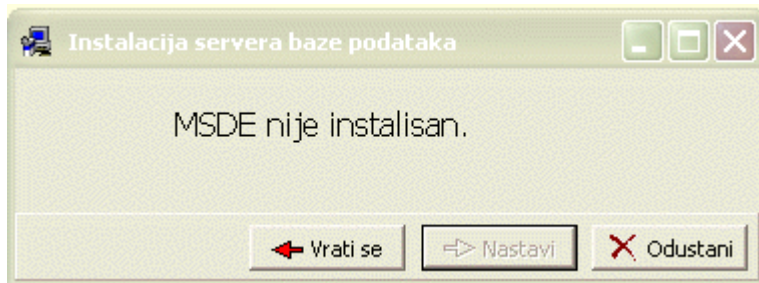 Instalacija servera baze podataka
MSDE nije instalisan.
Vrati se
Nastavi
Odustani